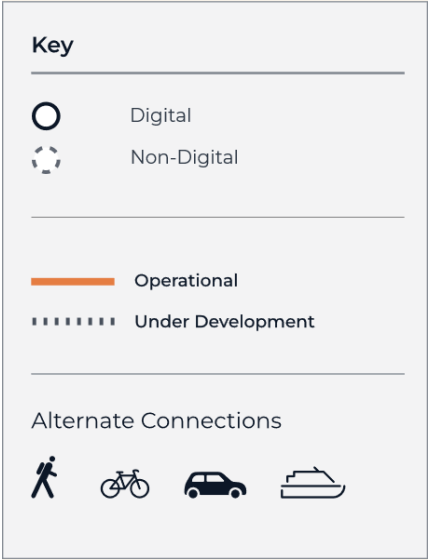 Key
Digital
Non-Digital
Operational
Under Development
Alternate Connections